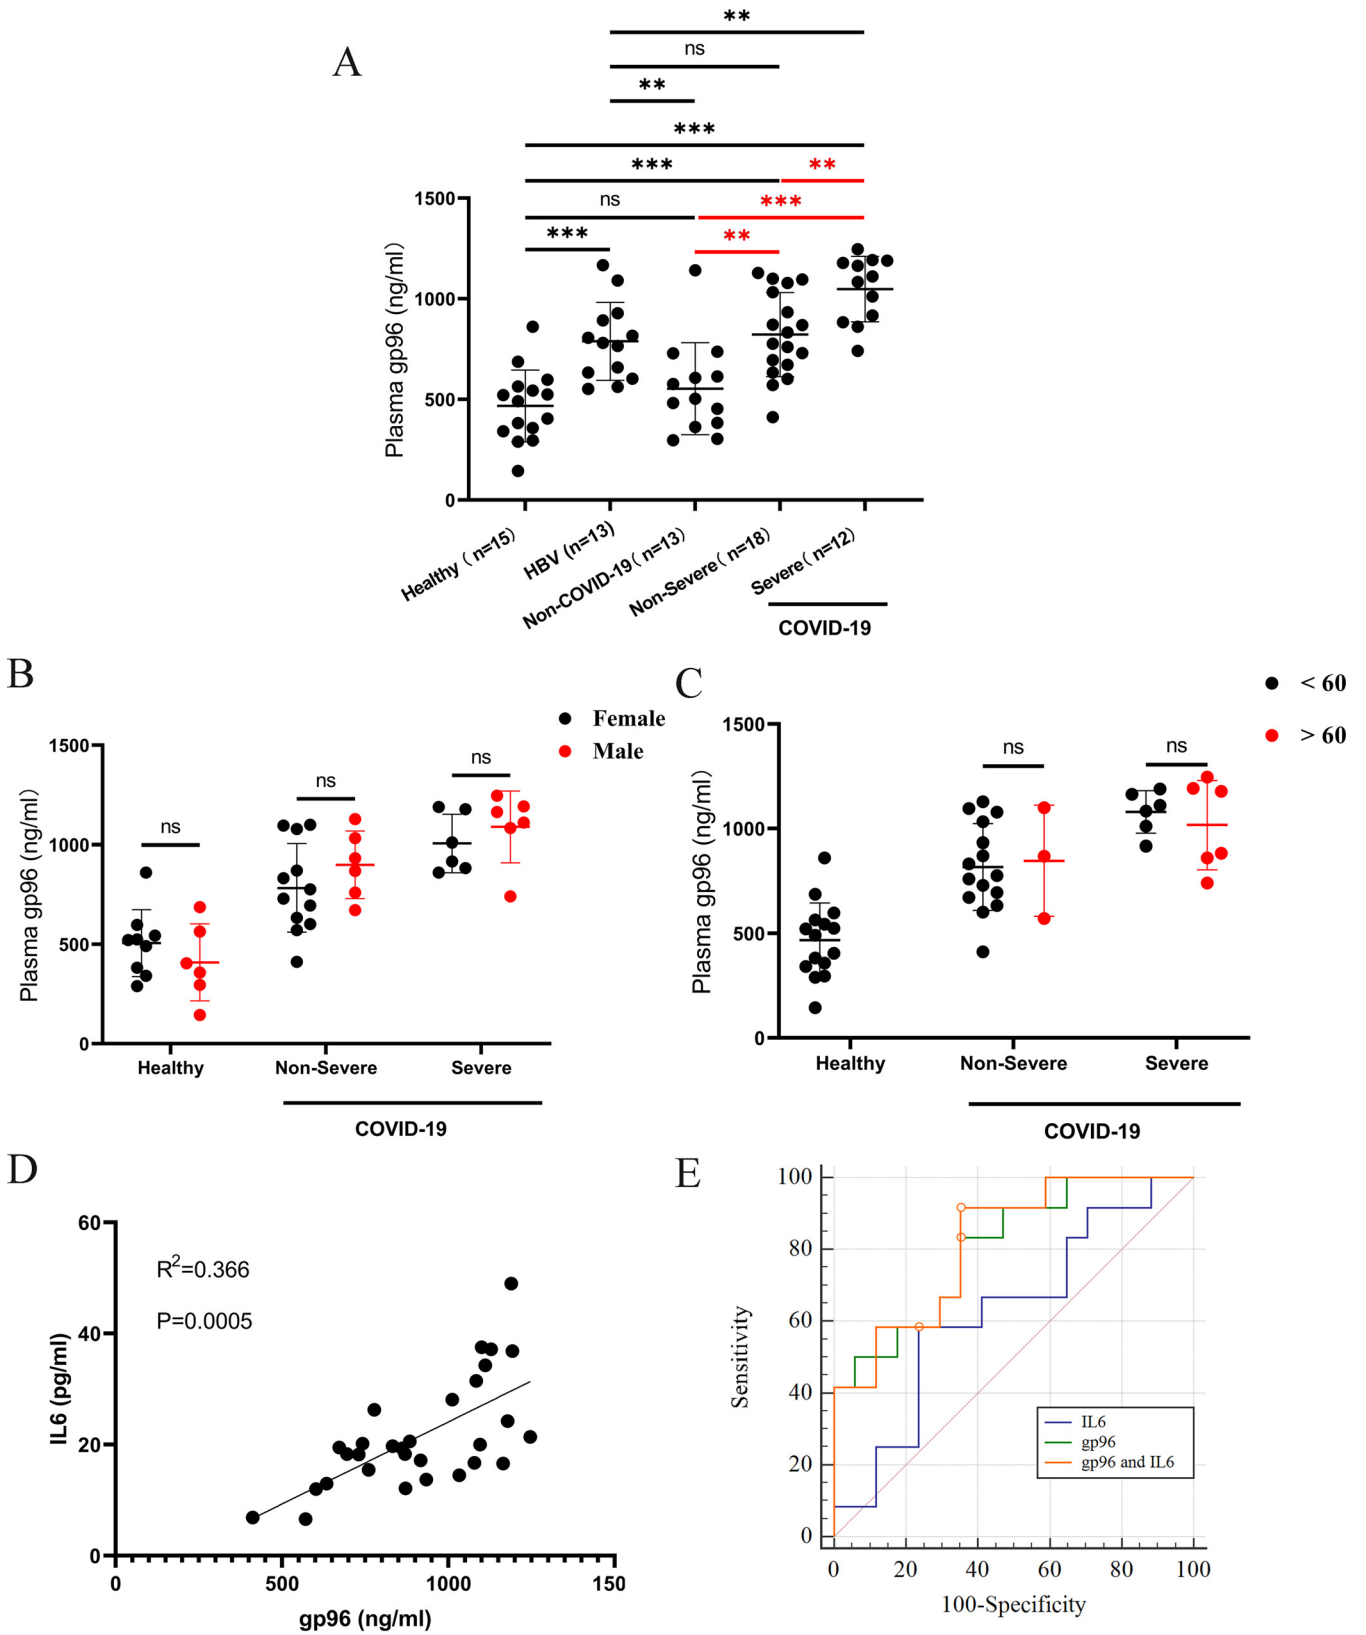 A
**
ns
**
***
***
**
ns
***
***
**
Plasma gp96 (ng/ml)
1500
1000
500
0
Healthy ( n=15)
HBV (n=13)
Non-COVID-19( n=13)
Non-Severe( n=18)
Severe( n=12)
COVID-19
B
Female
Male
Plasma gp96 (ng/ml)
1500
1000
500
0
ns
ns
ns
Healthy
Non-Severe
Severe
COVID-19
C
< 60
> 60
Plasma gp96 (ng/ml)
1500
1000
500
0
ns
ns
Healthy
Non-Severe
Severe
COVID-19
D
R²=0.366
P=0.0005
IL6 (pg/ml)
60
40
20
0
0
500
1000
150
gp96 (ng/ml)
E
Sensitivity
100
80
60
40
20
0
IL6
gp96
gp96 and IL6
0
20
40
60
80
100
100-Specificity